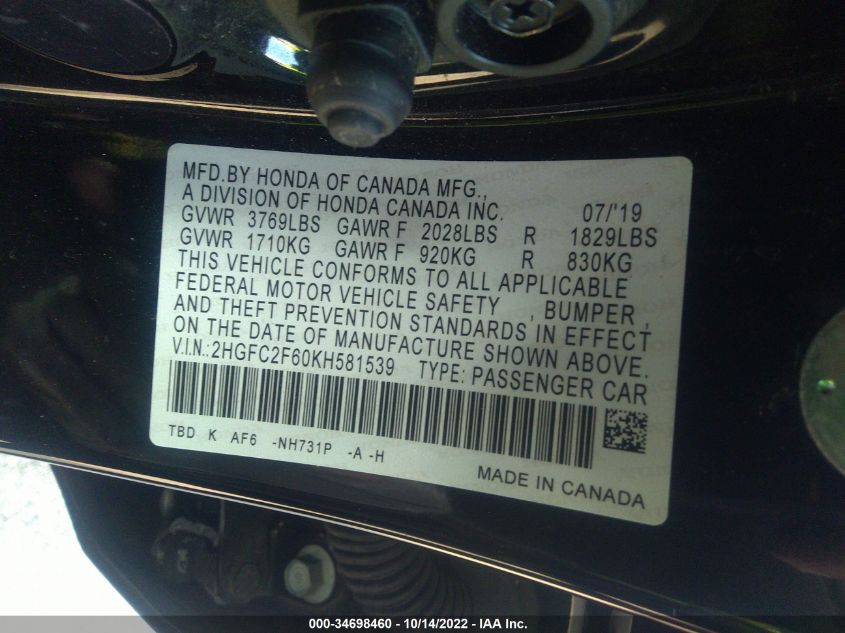 MFD.BY HONDA OF CANADA MFG.,
A DIVISION OF HONDA CANADA INC. 07/'19
GVWR 3769LBS GAWR F 2028LBS R 1829LBS
GVWR 1710KG GAWR F 920KG R 830KG
THIS VEHICLE CONFORMS TO ALL APPLICABLE
FEDERAL MOTOR VEHICLE SAFETY , BUMPER,
AND THEFT PREVENTION STANDARDS IN EFFECT
ON THE DATE OF MANUFACTURE SHOWN ABOVE.
V.I.N.:2HGFC2F60KH581539 TYPE: PASSENGER CAR
TBD K AF6 -NH731P -A -H
MADE IN CANADA
000-34698460 - 10/14/2022 - IAA Inc.